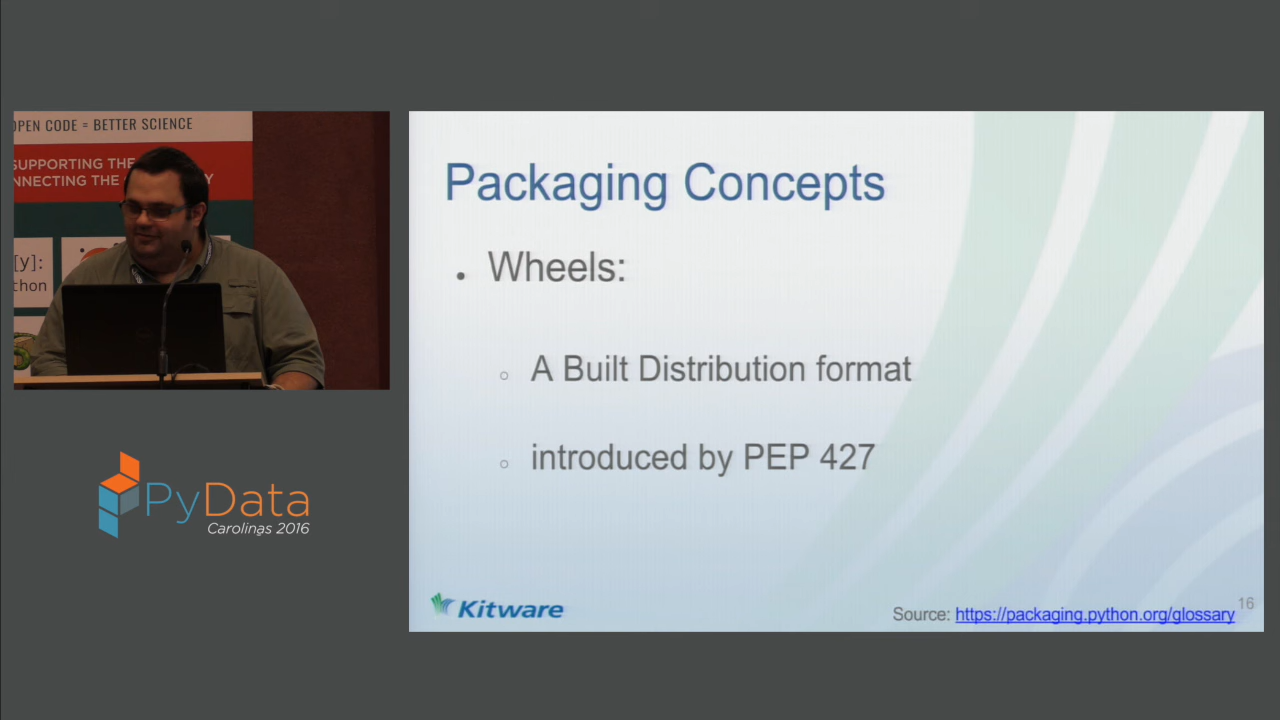 OPEN CODE = BETTER SCIENCE
SUPPORTING THE
NNECTING THE
Y
[y]:
thon
PyData
Carolinas 2016
Packaging Concepts
• Wheels:
○ A Built Distribution format
○ introduced by PEP 427
Kitware
Source: https://packaging.python.org/glossary
16